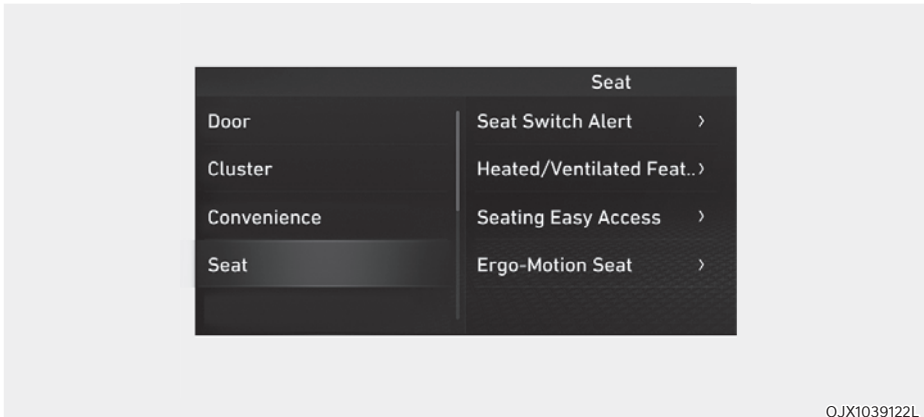 Seat
Door
Cluster
Convenience
Seat
Seat Switch Alert >
Heated/Ventilated Feat..>
Seating Easy Access >
Ergo-Motion Seat >
OJX1039122L